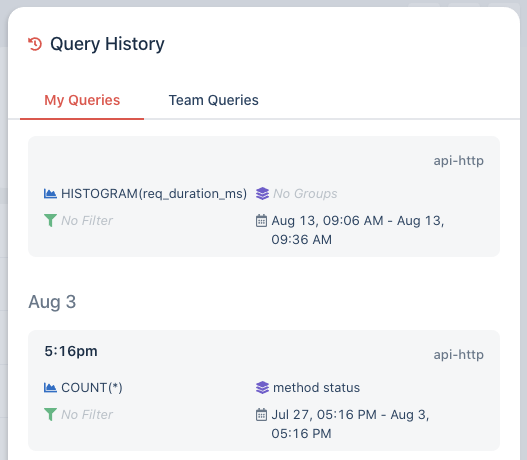 Query History
My Queries Team Queries
api-http
HISTOGRAM(req_duration_ms) No Groups
No Filter Aug 13, 09:06 AM - Aug 13,
09:36 AM
Aug 3
5:16pm api-http
COUNT(*) method status
No Filter Jul 27, 05:16 PM - Aug 3,
05:16 PM